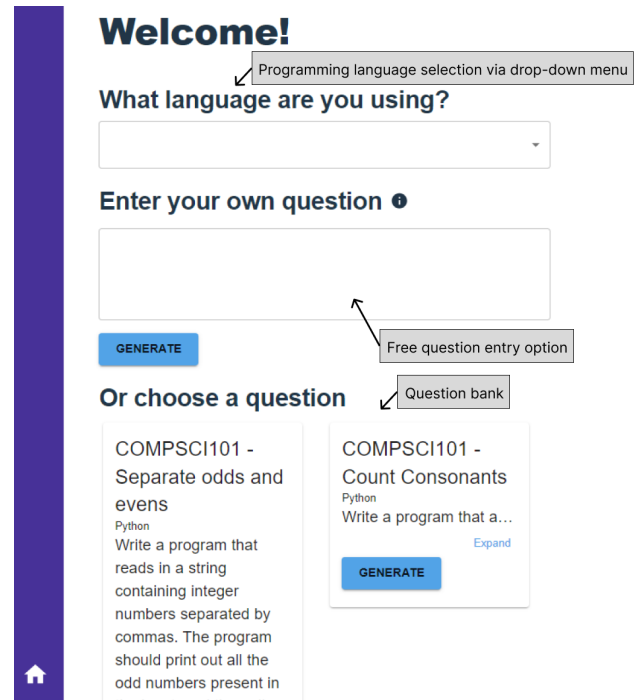 Welcome!
Programming language selection via drop-down menu
What language are you using?
Enter your own question
GENERATE
Free question entry option
Or choose a question
Question bank
COMPSCI101 -
Separate odds and
evens
Python
Write a program that
reads in a string
containing integer
numbers separated by
commas. The program
should print out all the
odd numbers present in
COMPSCI101 -
Count Consonants
Python
Write a program that a...
Expand
GENERATE